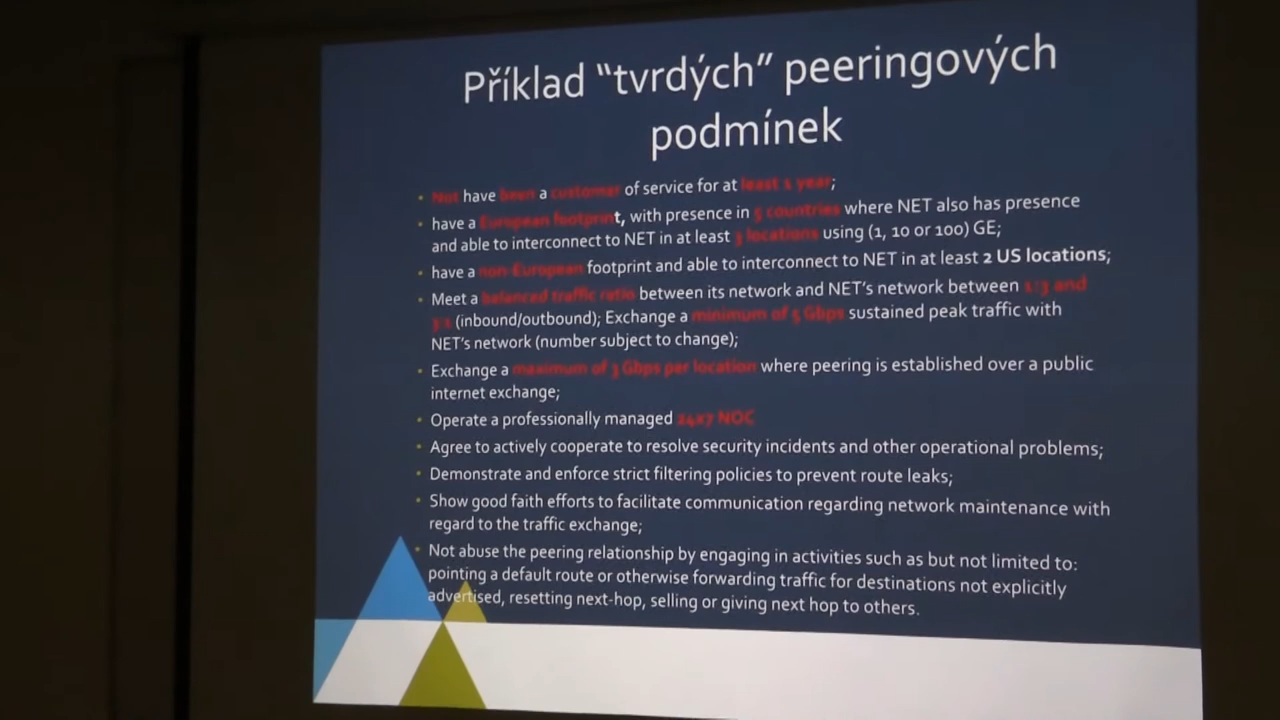 Příklad “tvrdých” peeringových
podmínek
• Not have been a customer of service for at least 1 year;
• have a European footprint, with presence in 5 countries where NET also has presence
and able to interconnect to NET in at least 3 locations using (1, 10 or 100) GE;
• have a non-European footprint and able to interconnect to NET in at least 2 US locations;
• Meet a balanced traffic ratio between its network and NET’s network between 1:3 and
3:1 (inbound/outbound); Exchange a minimum of 5 Gbps sustained peak traffic with
NET’s network (number subject to change);
• Exchange a maximum of 3 Gbps per location where peering is established over a public
internet exchange;
• Operate a professionally managed 24x7 NOC
• Agree to actively cooperate to resolve security incidents and other operational problems;
• Demonstrate and enforce strict filtering policies to prevent route leaks;
• Show good faith efforts to facilitate communication regarding network maintenance with
regard to the traffic exchange;
• Not abuse the peering relationship by engaging in activities such as but not limited to:
pointing a default route or otherwise forwarding traffic for destinations not explicitly
advertised, resetting next-hop, selling or giving next hop to others.